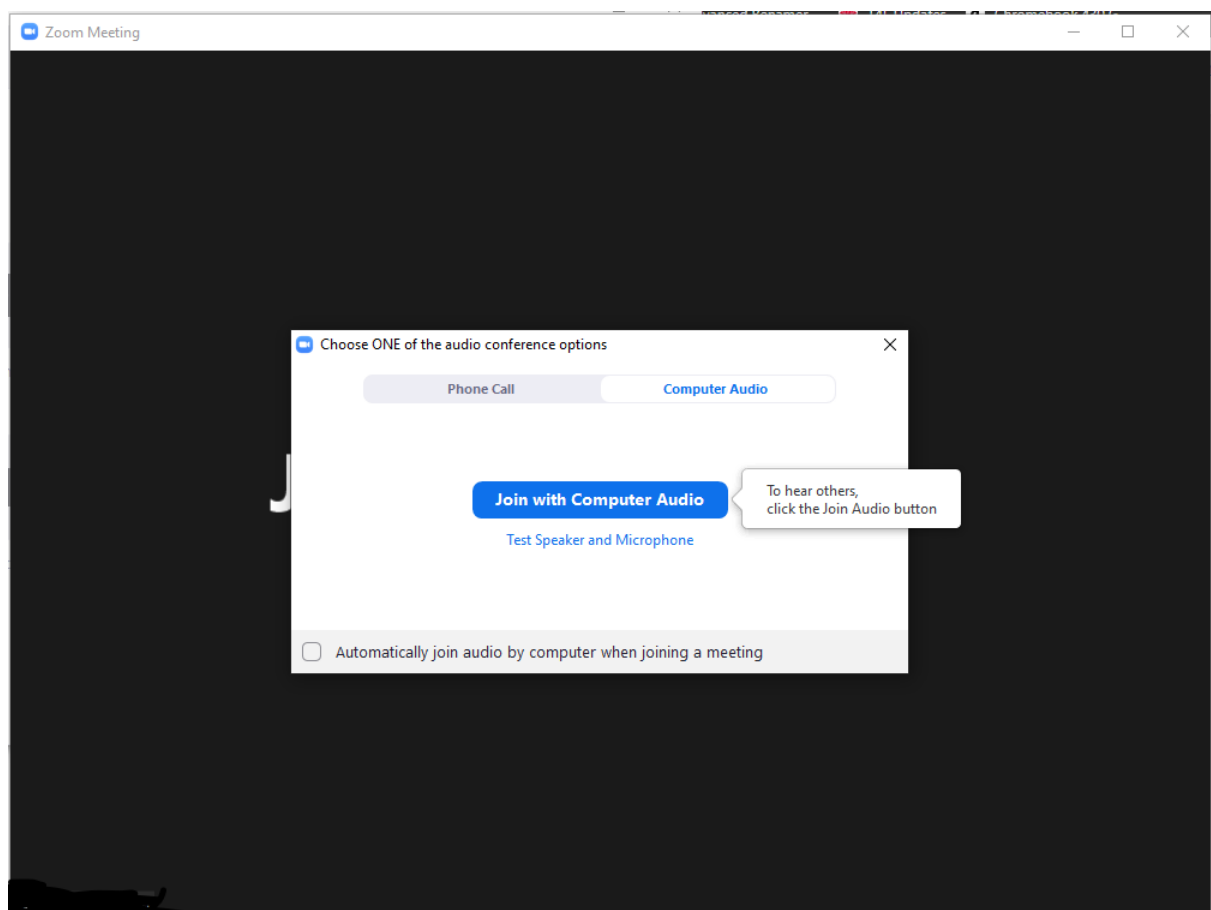 Zoom Meeting
Choose ONE of the audio conference options
Phone Call
Computer Audio
J
Join with Computer Audio
To hear others,
click the Join Audio button
Test Speaker and Microphone
Automatically join audio by computer when joining a meeting